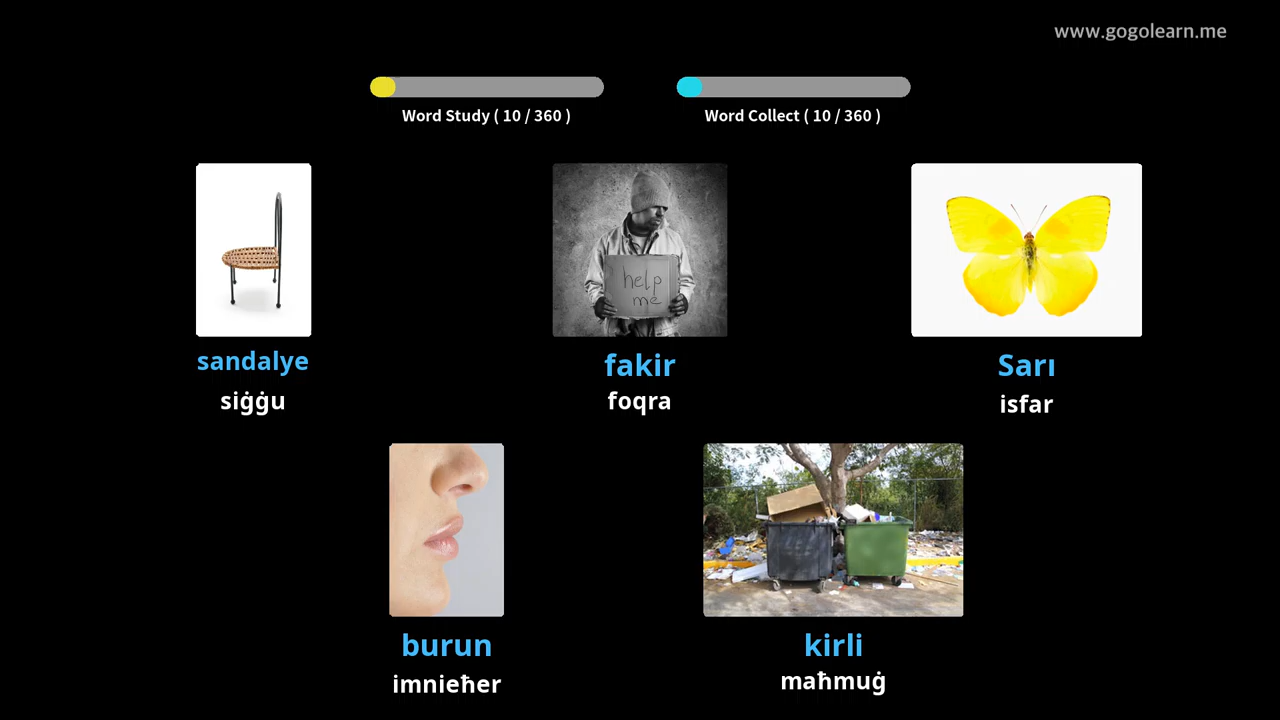 www.gogolearn.me
Word Study ( 10 / 360 )
Word Collect ( 10 / 360 )
help
me
sandalye
siġġu
fakir
foqra
Sarı
isfar
burun
imnieħer
kirli
maħmuġ